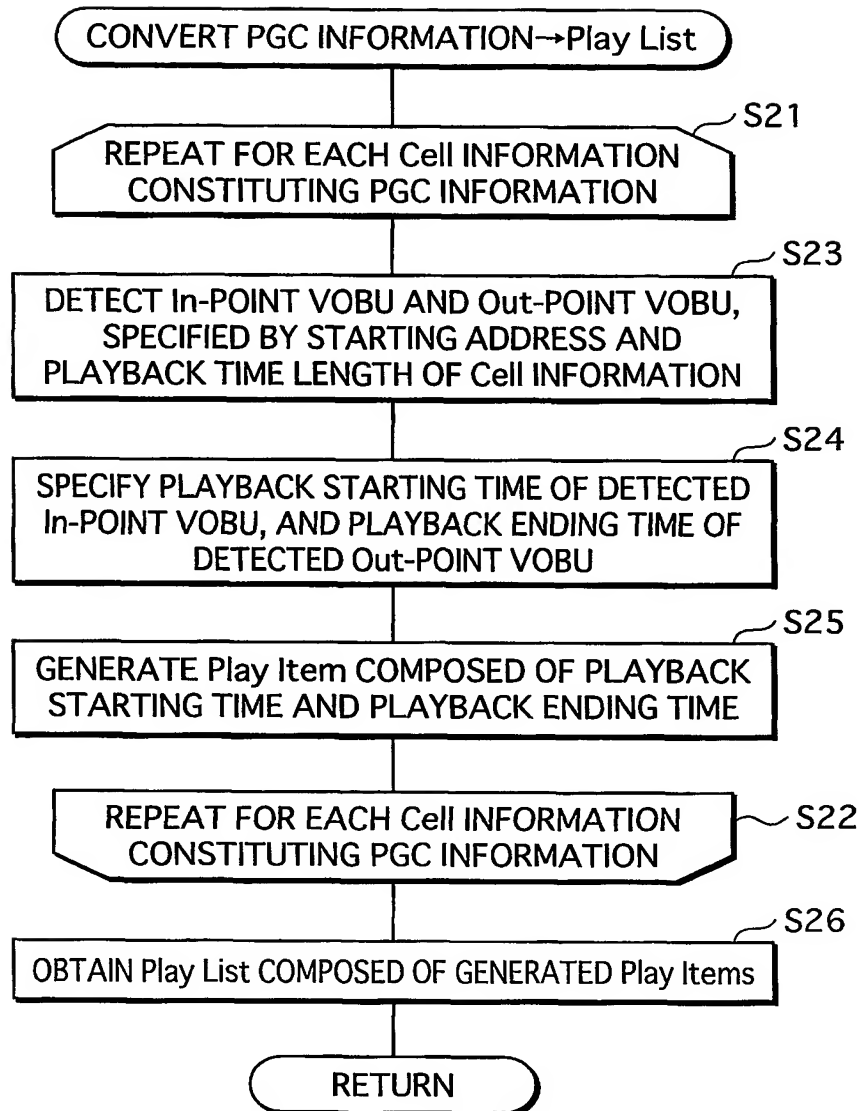 CONVERT PGC INFORMATION→Play List
S21
REPEAT FOR EACH Cell INFORMATION
CONSTITUTING PGC INFORMATION
S23
DETECT In-POINT VOBU AND Out-POINT VOBU,
SPECIFIED BY STARTING ADDRESS AND
PLAYBACK TIME LENGTH OF Cell INFORMATION
S24
SPECIFY PLAYBACK STARTING TIME OF DETECTED
In-POINT VOBU, AND PLAYBACK ENDING TIME OF
DETECTED Out-POINT VOBU
S25
GENERATE Play Item COMPOSED OF PLAYBACK
STARTING TIME AND PLAYBACK ENDING TIME
REPEAT FOR EACH Cell INFORMATION
CONSTITUTING PGC INFORMATION
S22
S26
OBTAIN Play List COMPOSED OF GENERATED Play Items
RETURN